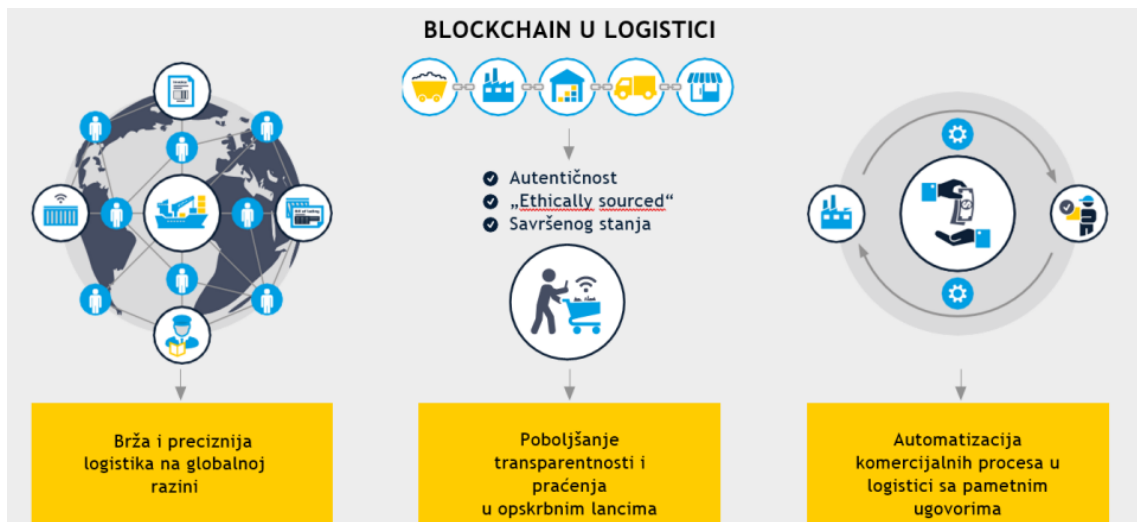 BLOCKCHAIN U LOGISTICI
Autentičnost
„Ethically sourced“
Savršenog stanja
Brža i preciznija
logistika na globalnoj
razini
Poboljšanje
transparentnosti i
praćenja
u opskrbnim lancima
Automatizacija
komercijalnih procesa u
logistici sa pametnim
ugovorima